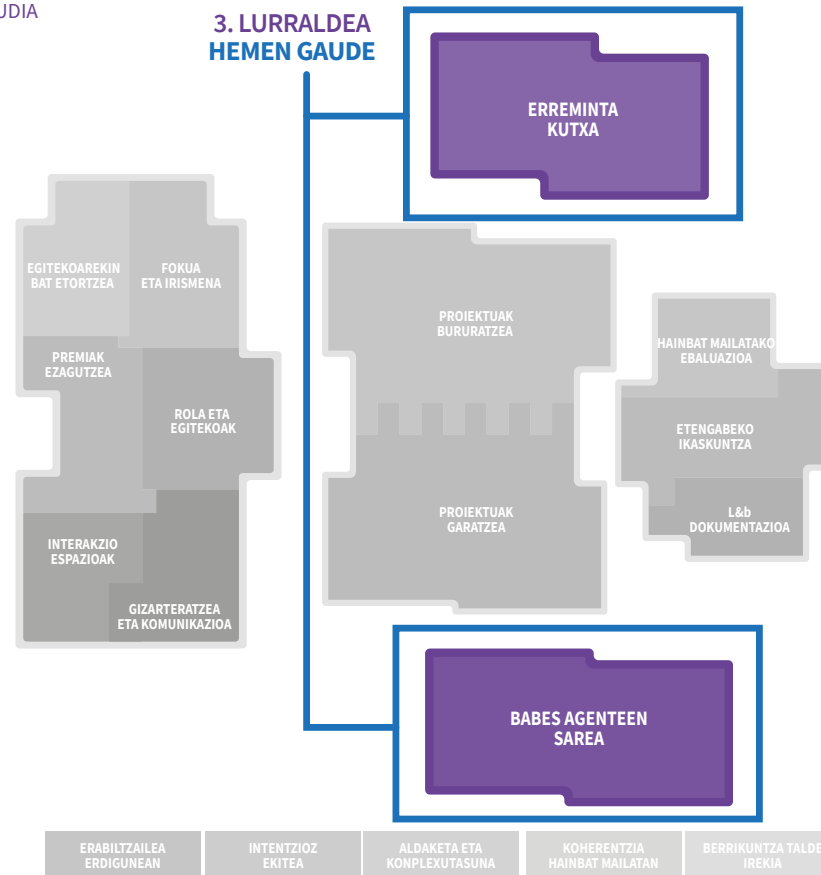 3. LURRALDEA
HEMEN GAUDE
ERREMINTA
KUTXA
EGITEKOAREKIN
BAT ETORTZEA
FOKUA
ETA IRISMENA
PREMIAK
EZAGUTZEA
ROLA ETA
EGITEKOAK
INTERAKZIO
ESPAZIOAK
GIZARTERATZEA
ETA KOMUNIKAZIOA
PROIEKTUAK
BURURATZEA
PROIEKTUAK
GARATZEA
HAINBAT MAILATAKO
EBALUAZIOA
ETENGABEKO
IKASKUNTZA
L&b
DOKUMENTAZIOA
BABES AGENTEEN
SAREA
ERABILTZAILEA
ERDIGUNEAN
INTENTZIOZ
EKITEA
ALDAKETA ETA
KONPLEXUTASUNA
KOHERENTZIA
HAINBAT MAILATAN
BERRIKUNTZA TALDE
IREKIA